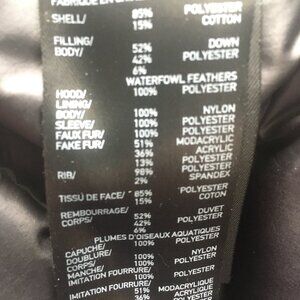 FABRIQUÉ EN
SHELL/ 85% POLYESTER
15% COTTON
FILLING/
BODY/ 52% DOWN
42% POLYESTER
6%
WATERFOWL FEATHERS
HOOD/ 100% POLYESTER
LINING/
BODY/ 100% NYLON
SLEEVE/ 100% POLYESTER
FAUX FUR/ 100% POLYESTER
FAKE FUR/ 51% MODACRYLIC
36% ACRYLIC
13% POLYESTER
RIB/ 98% POLYESTER
2% SPANDEX
TISSU DE FACE/ 85% POLYESTER
15% COTON
REMBOURRAGE/
CORPS/ 52% DUVET
42% POLYESTER
6%
PLUMES D'OISEAUX AQUATIQUES
CAPUCHE/ 100% POLYESTER
DOUBLURE/
CORPS/ 100% NYLON
MANCHE/ 100% POLYESTER
IMITATION FOURRURE/ 100% POLYESTER
IMITATION FOURRURE/ 51% MODACRYLIQUE
36% ACRYLIQUE
POLYESTER